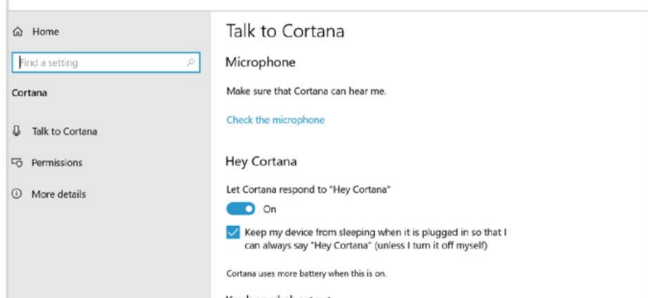 Home
Find a setting
Cortana
Talk to Cortana
Permissions
More details
Talk to Cortana
Microphone
Make sure that Cortana can hear me.
Check the microphone
Hey Cortana
Let Cortana respond to "Hey Cortana"
On
Keep my device from sleeping when it is plugged in so that I
can always say "Hey Cortana" (unless I turn it off myself)
Cortana uses more battery when this is on.